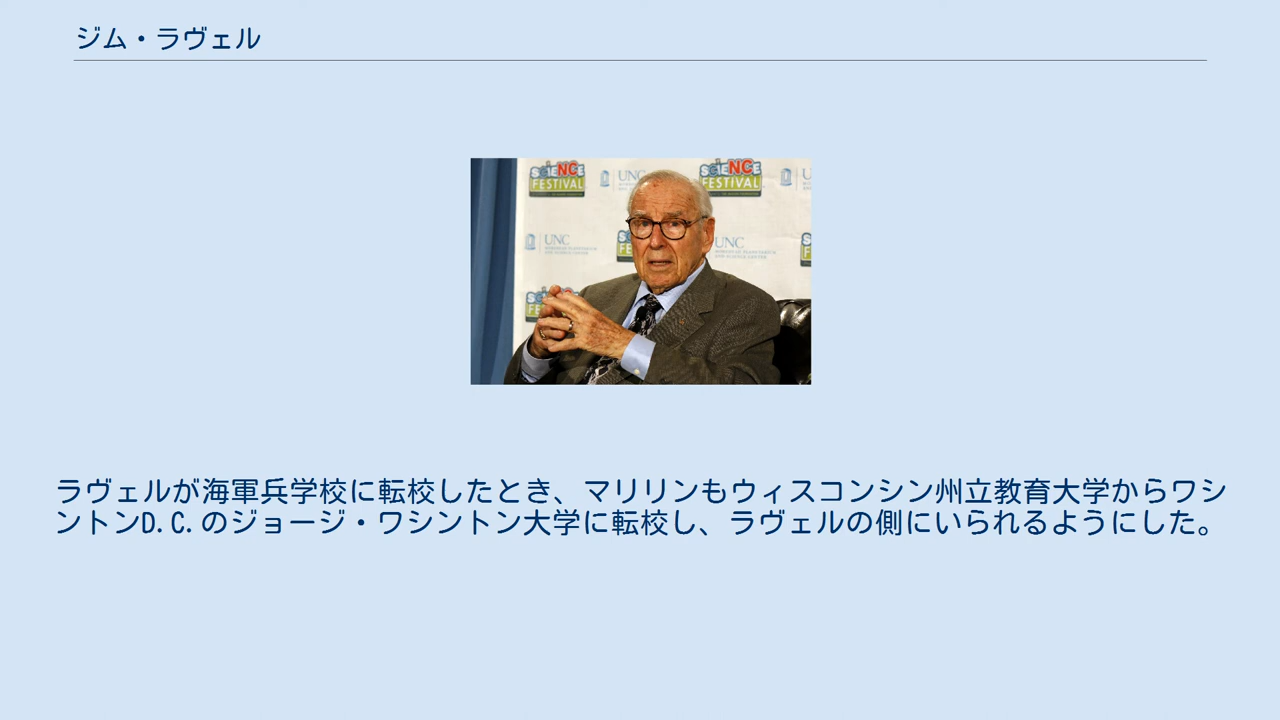 ジム・ラヴェル
SCIENCE
FESTIVAL
UNC
SCIENCE
FESTIVAL
UNC
UNC
ラヴェルが海軍兵学校に転校したとき、マリリンもウィスコンシン州立教育大学からワシ
ントンD.C.のジョージ・ワシントン大学に転校し、ラヴェルの側にいられるようにした。